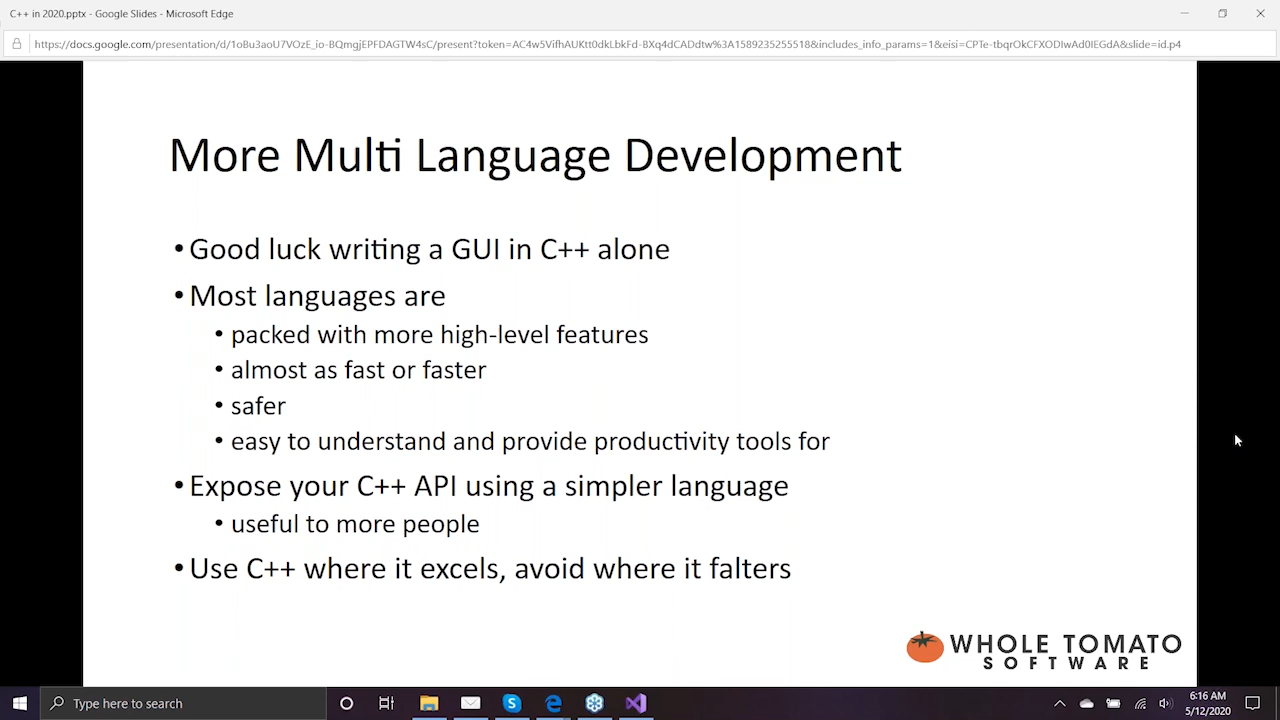 C++ in 2020.pptx - Google Slides - Microsoft Edge
https://docs.google.com/presentation/d/1oBu3aoU7VOzE_io-BQmgjEPFDAGTW4sC/present?token=AC4w5VifhAUKtt0dkLbkFd-BXq4dCADdtw%3A1589235255518&includes_info_params=1&eisi=CPTe-tbqrOkCFXODIwAd0IEGdA&slide=id.p4
More Multi Language Development
•Good luck writing a GUI in C++ alone
•Most languages are
• packed with more high-level features
• almost as fast or faster
• safer
• easy to understand and provide productivity tools for
•Expose your C++ API using a simpler language
• useful to more people
•Use C++ where it excels, avoid where it falters
WHOLE TOMATO
SOFTWARE
Type here to search
6:16 AM
5/12/2020